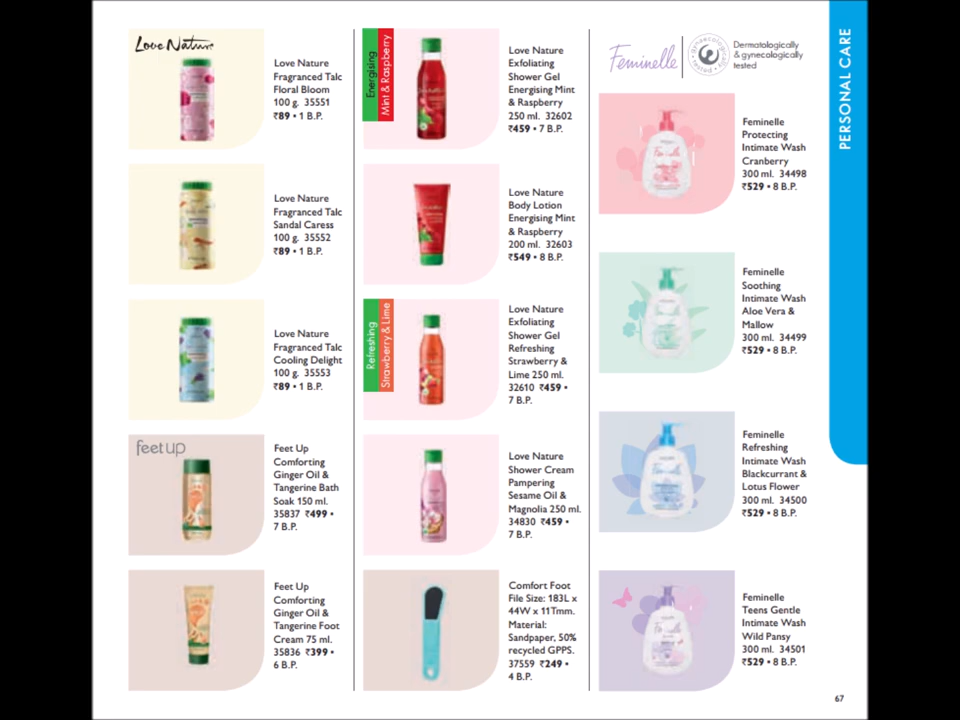 Love Nature
Love Nature
Fragranced Talc
Floral Bloom
100 g. 35551
₹89 • 1 B.P.
Love Nature
Fragranced Talc
Sandal Caress
100 g. 35552
₹89 • 1 B.P.
Love Nature
Fragranced Talc
Cooling Delight
100 g. 35553
₹89 • 1 B.P.
feet up
Feet Up
Comforting
Ginger Oil &
Tangerine Bath
Soak 150 ml.
35837 ₹499 •
7 B.P.
Feet Up
Comforting
Ginger Oil &
Tangerine Foot
Cream 75 ml.
35836 ₹399 •
6 B.P.
Energising
Mint & Raspberry
Love Nature
Exfoliating
Shower Gel
Energising Mint
& Raspberry
250 ml. 32602
₹459 • 7 B.P.
Love Nature
Body Lotion
Energising Mint
& Raspberry
200 ml. 32603
₹549 • 8 B.P.
Refreshing
Strawberry & Lime
Love Nature
Exfoliating
Shower Gel
Refreshing
Strawberry &
Lime 250 ml.
32610 ₹459 •
7 B.P.
Love Nature
Shower Cream
Pampering
Sesame Oil &
Magnolia 250 ml.
34830 ₹459 •
7 B.P.
Comfort Foot
File Size: 183L x
44W x 11Tmm.
Material:
Sandpaper, 50%
recycled GPPS.
37559 ₹249 •
4 B.P.
Feminelle
gynaecologically tested
Dermatologically
& gynecologically
tested
Feminelle
Protecting
Intimate Wash
Cranberry
300 ml. 34498
₹529 • 8 B.P.
Feminelle
Soothing
Intimate Wash
Aloe Vera &
Mallow
300 ml. 34499
₹529 • 8 B.P.
Feminelle
Refreshing
Intimate Wash
Blackcurrant &
Lotus Flower
300 ml. 34500
₹529 • 8 B.P.
Feminelle
Teens Gentle
Intimate Wash
Wild Pansy
300 ml. 34501
₹529 • 8 B.P.
PERSONAL CARE
67